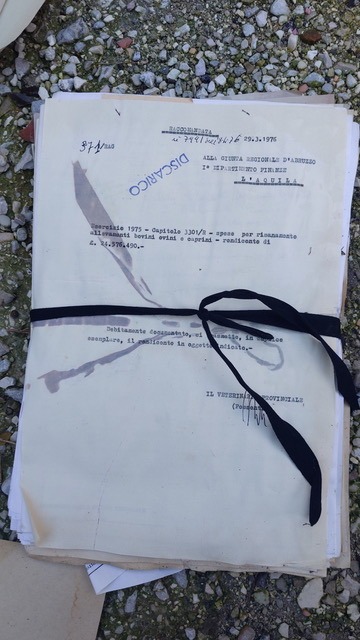 RACCOMANDATA
29.3.1976
371/RAG
DISCARICO
ALLA GIUNTA REGIONALE D'ABRUZZO
I° DIPARTIMENTO FINANZE
L'AQUILA
Esercizio 1975 - Capitolo 3301/R - spese per risanamento
allevamenti bovini ovini e caprini - rendiconto di
£. 24.576.490.-
Debitamente documentato, si trasmette, in duplice
esemplare, il rendiconto in oggetto indicato.-
IL VETERINARIO PROVINCIALE